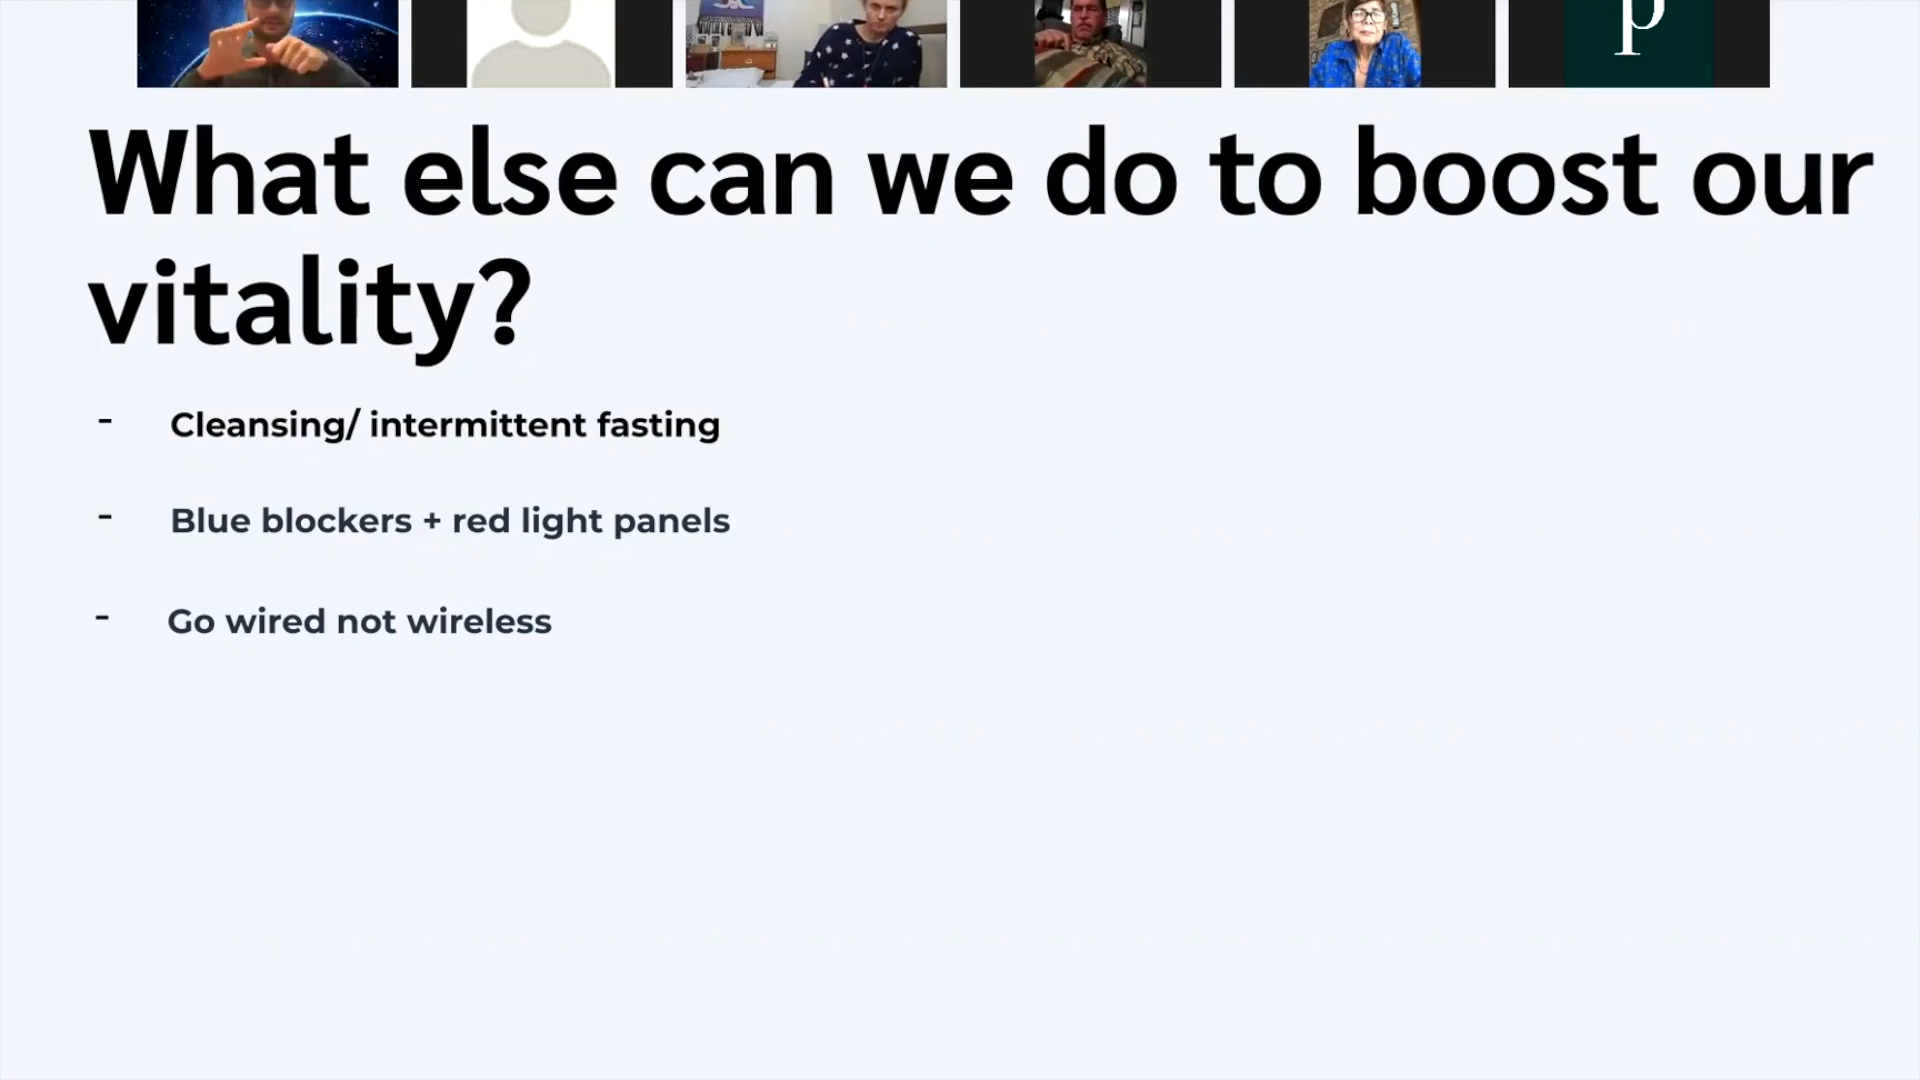 p
What else can we do to boost our
vitality?
- Cleansing/ intermittent fasting
- Blue blockers + red light panels
- Go wired not wireless